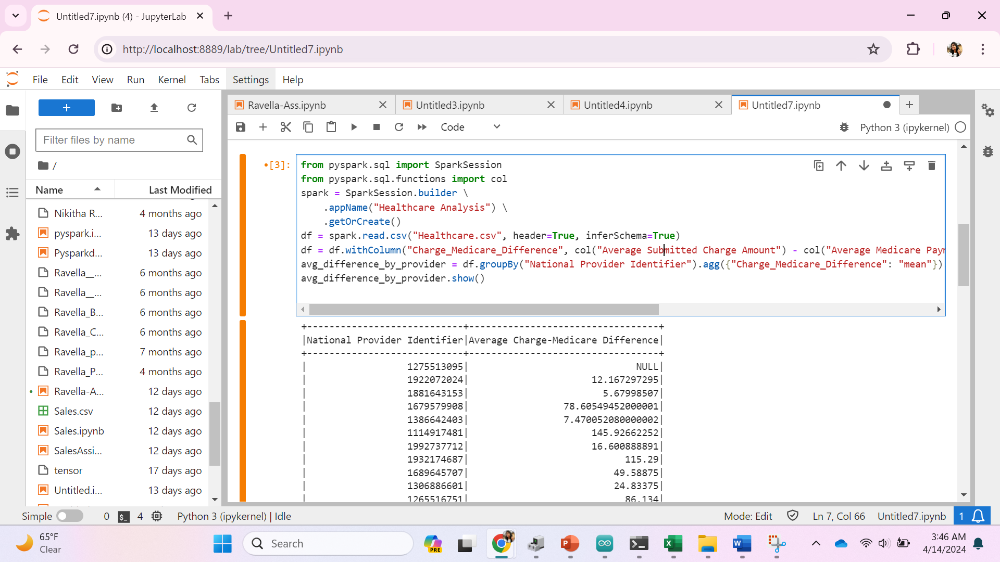 Untitled7.ipynb (4) - JupyterLab
http://localhost:8889/lab/tree/Untitled7.ipynb
File Edit View Run Kernel Tabs Settings Help
Ravella-Ass.ipynb Untitled3.ipynb Untitled4.ipynb Untitled7.ipynb
Code Python 3 (ipykernel)
Filter files by name
/
Name Last Modified
Nikitha R... 4 months ago
pyspark.i... 13 days ago
Pysparkd... 13 days ago
Ravella__... 6 months ago
Ravella__... 6 months ago
Ravella_B... 6 months ago
Ravella_C... 6 months ago
Ravella_p... 7 months ago
Ravella_P... 4 months ago
Ravella-A... 12 days ago
Sales.csv 12 days ago
Sales.ipynb 12 days ago
SalesAssi... 12 days ago
tensor 17 days ago
Untitled.i... 13 days ago
•[3]:
from pyspark.sql import SparkSession
from pyspark.sql.functions import col
spark = SparkSession.builder \
.appName("Healthcare Analysis") \
.getOrCreate()
df = spark.read.csv("Healthcare.csv", header=True, inferSchema=True)
df = df.withColumn("Charge_Medicare_Difference", col("Average Submitted Charge Amount") - col("Average Medicare Payn
avg_difference_by_provider = df.groupBy("National Provider Identifier").agg({"Charge_Medicare_Difference": "mean"}).
avg_difference_by_provider.show()
+----------------------------+----------------------------------+
|National Provider Identifier|Average Charge-Medicare Difference|
+----------------------------+----------------------------------+
| 1275513095| NULL|
| 1922072024| 12.167297295|
| 1881643153| 5.67998507|
| 1679579908| 78.60549452000001|
| 1386642403| 7.470052080000002|
| 1114917481| 145.92662252|
| 1992737712| 16.600888891|
| 1932174687| 115.29|
| 1689645707| 49.58875|
| 1306886601| 24.83375|
| 1265516751| 86.134|
Simple 0 $_ 4 Python 3 (ipykernel) | Idle Mode: Edit Ln 7, Col 66 Untitled7.ipynb 1
65°F
Clear
Search
PRE
3:46 AM
4/14/2024